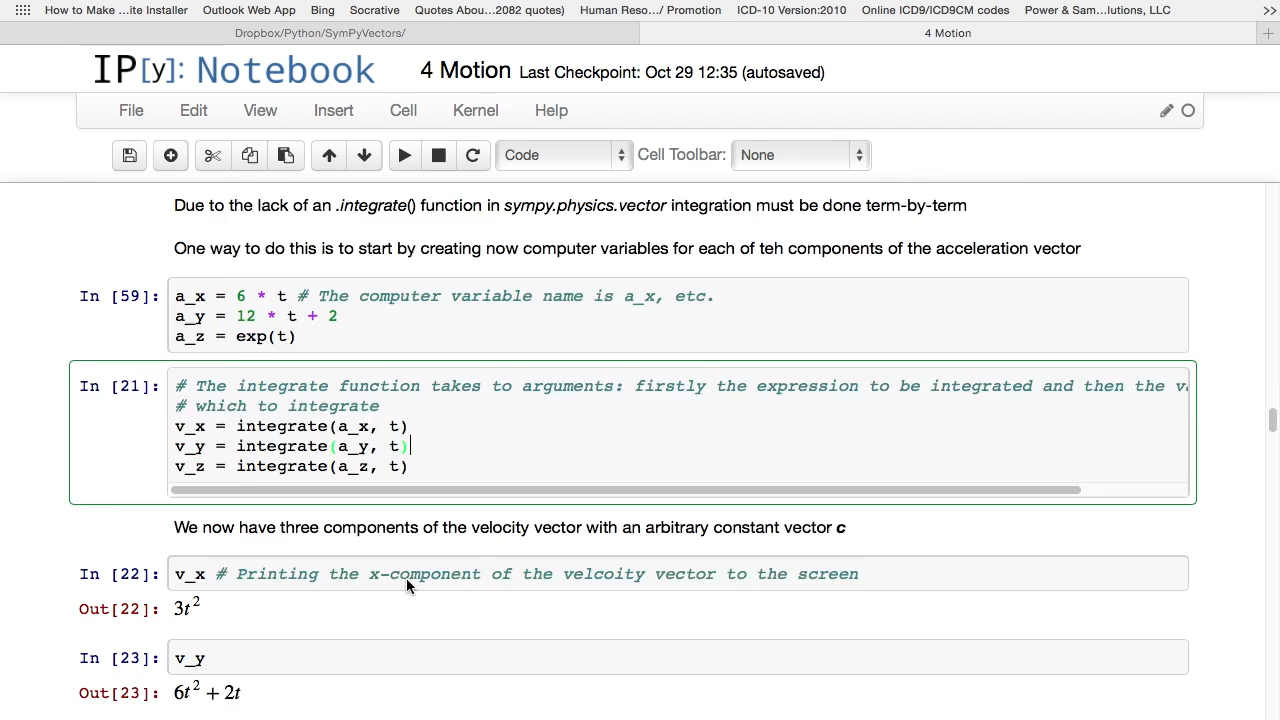 How to Make ...ite Installer Outlook Web App Bing Socrative Quotes Abou...2082 quotes) Human Reso.../ Promotion ICD-10 Version:2010 Online ICD9/ICD9CM codes Power & Sam...lutions, LLC >>
Dropbox/Python/SymPyVectors/ 4 Motion +
IP[y]: Notebook 4 Motion Last Checkpoint: Oct 29 12:35 (autosaved)
File Edit View Insert Cell Kernel Help
Code Cell Toolbar: None
Due to the lack of an .integrate() function in sympy.physics.vector integration must be done term-by-term
One way to do this is to start by creating now computer variables for each of teh components of the acceleration vector
In [59]: a_x = 6 * t # The computer variable name is a_x, etc.
a_y = 12 * t + 2
a_z = exp(t)
In [21]: # The integrate function takes to arguments: firstly the expression to be integrated and then the
# which to integrate
v_x = integrate(a_x, t)
v_y = integrate(a_y, t)
v_z = integrate(a_z, t)
We now have three components of the velocity vector with an arbitrary constant vector c
In [22]: v_x # Printing the x-component of the velcoity vector to the screen
Out[22]: 3t²
In [23]: v_y
Out[23]: 6t² + 2t